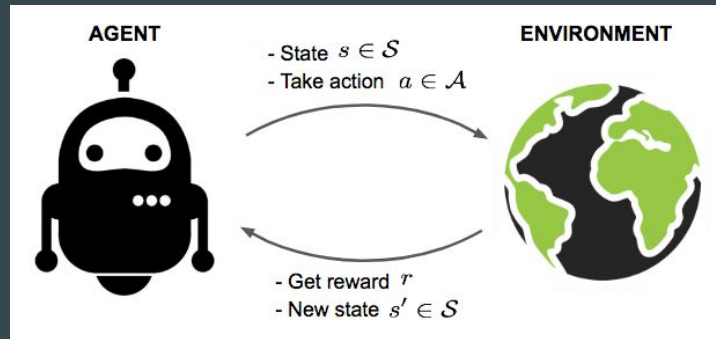 AGENT
ENVIRONMENT
- State s ∈ 𝒮
- Take action a ∈ 𝒜
- Get reward r
- New state s′ ∈ 𝒮